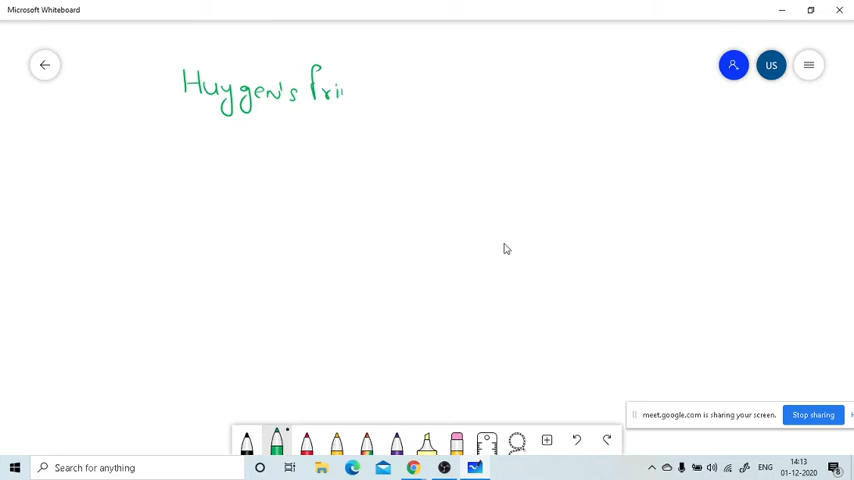 Microsoft Whiteboard
Huygen's Pri
US
meet.google.com is sharing your screen.
Stop sharing
Search for anything
ENG
14:13
01-12-2020
8